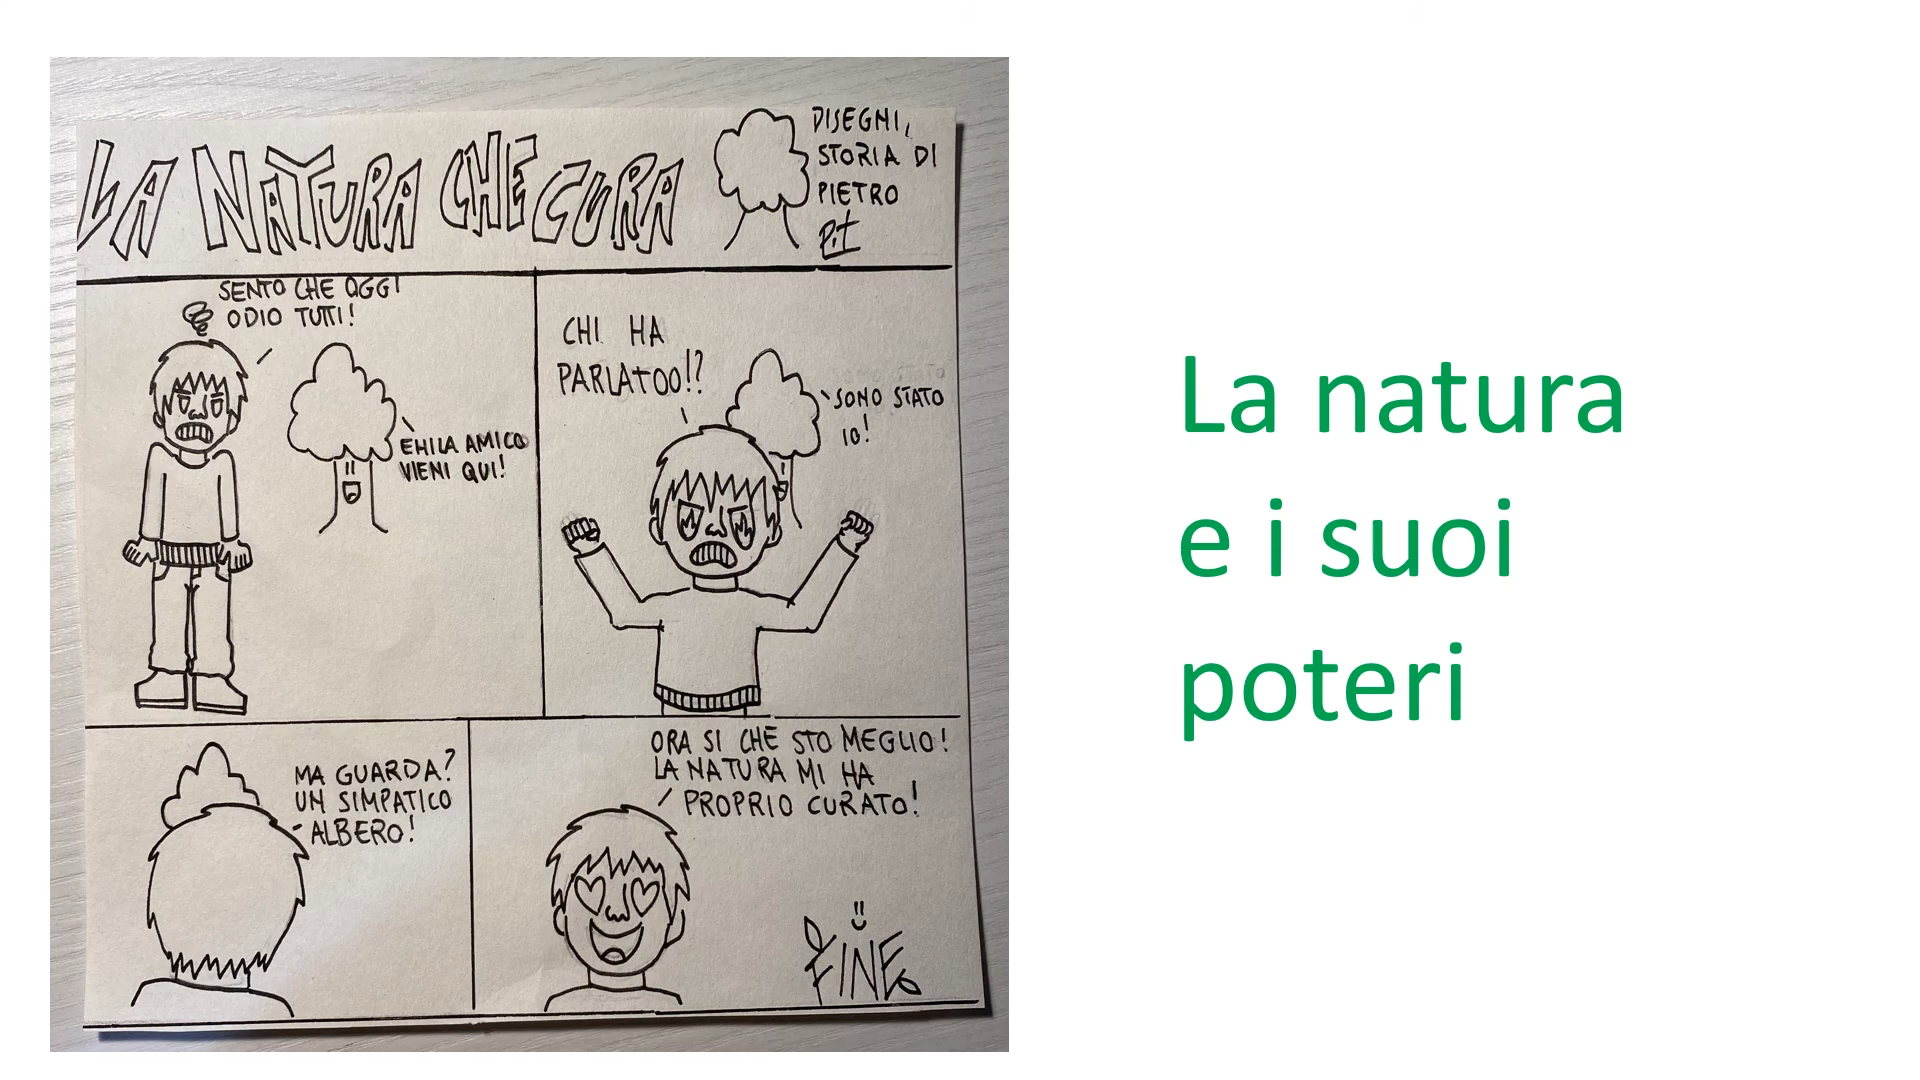 LA NATURA CHE CURA
DISEGNI,
STORIA DI
PIETRO
Pit
SENTO CHE OGGI
ODIO TUTTI!
EHILA AMICO
VIENI QUI!
CHI HA
PARLATOO!?
SONO STATO
IO!
MA GUARDA?
UN SIMPATICO
ALBERO!
ORA SI CHE STO MEGLIO!
LA NATURA MI HA
PROPRIO CURATO!
FINE
La natura
e i suoi
poteri